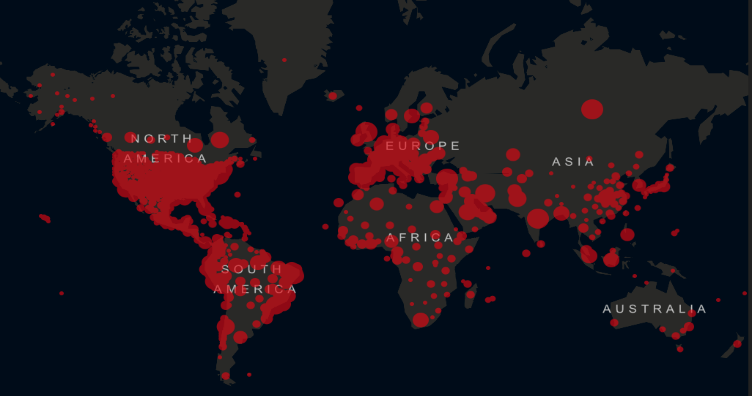 NORTH
AMERICA
EUROPE
ASIA
AFRICA
SOUTH
AMERICA
AUSTRALIA